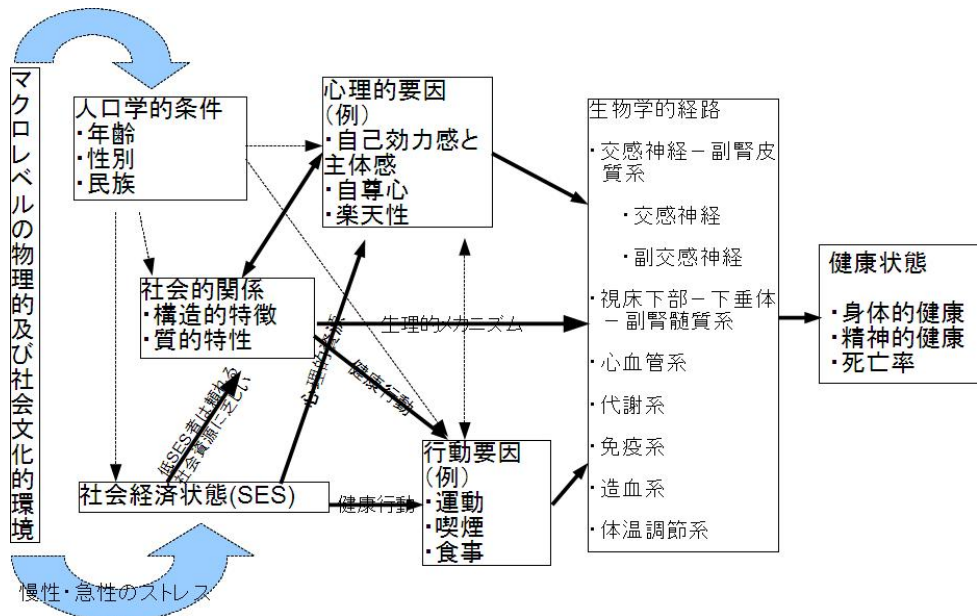 マクロレベルの物理的及び社会文化的環境
人口学的条件
・年齢
・性別
・民族
心理的要因
(例)
・自己効力感と
主体感
・自尊心
・楽天性
社会的関係
・構造的特徴
・質的特性
生理的メカニズム
心理的資源
健康行動
低SES者は頼れる
社会資源に乏しい
社会経済状態(SES)
健康行動
行動要因
(例)
・運動
・喫煙
・食事
慢性・急性のストレス
生物学的経路
・交感神経－副腎皮
質系
・交感神経
・副交感神経
・視床下部－下垂体
－副腎髄質系
・心血管系
・代謝系
・免疫系
・造血系
・体温調節系
健康状態
・身体的健康
・精神的健康
・死亡率